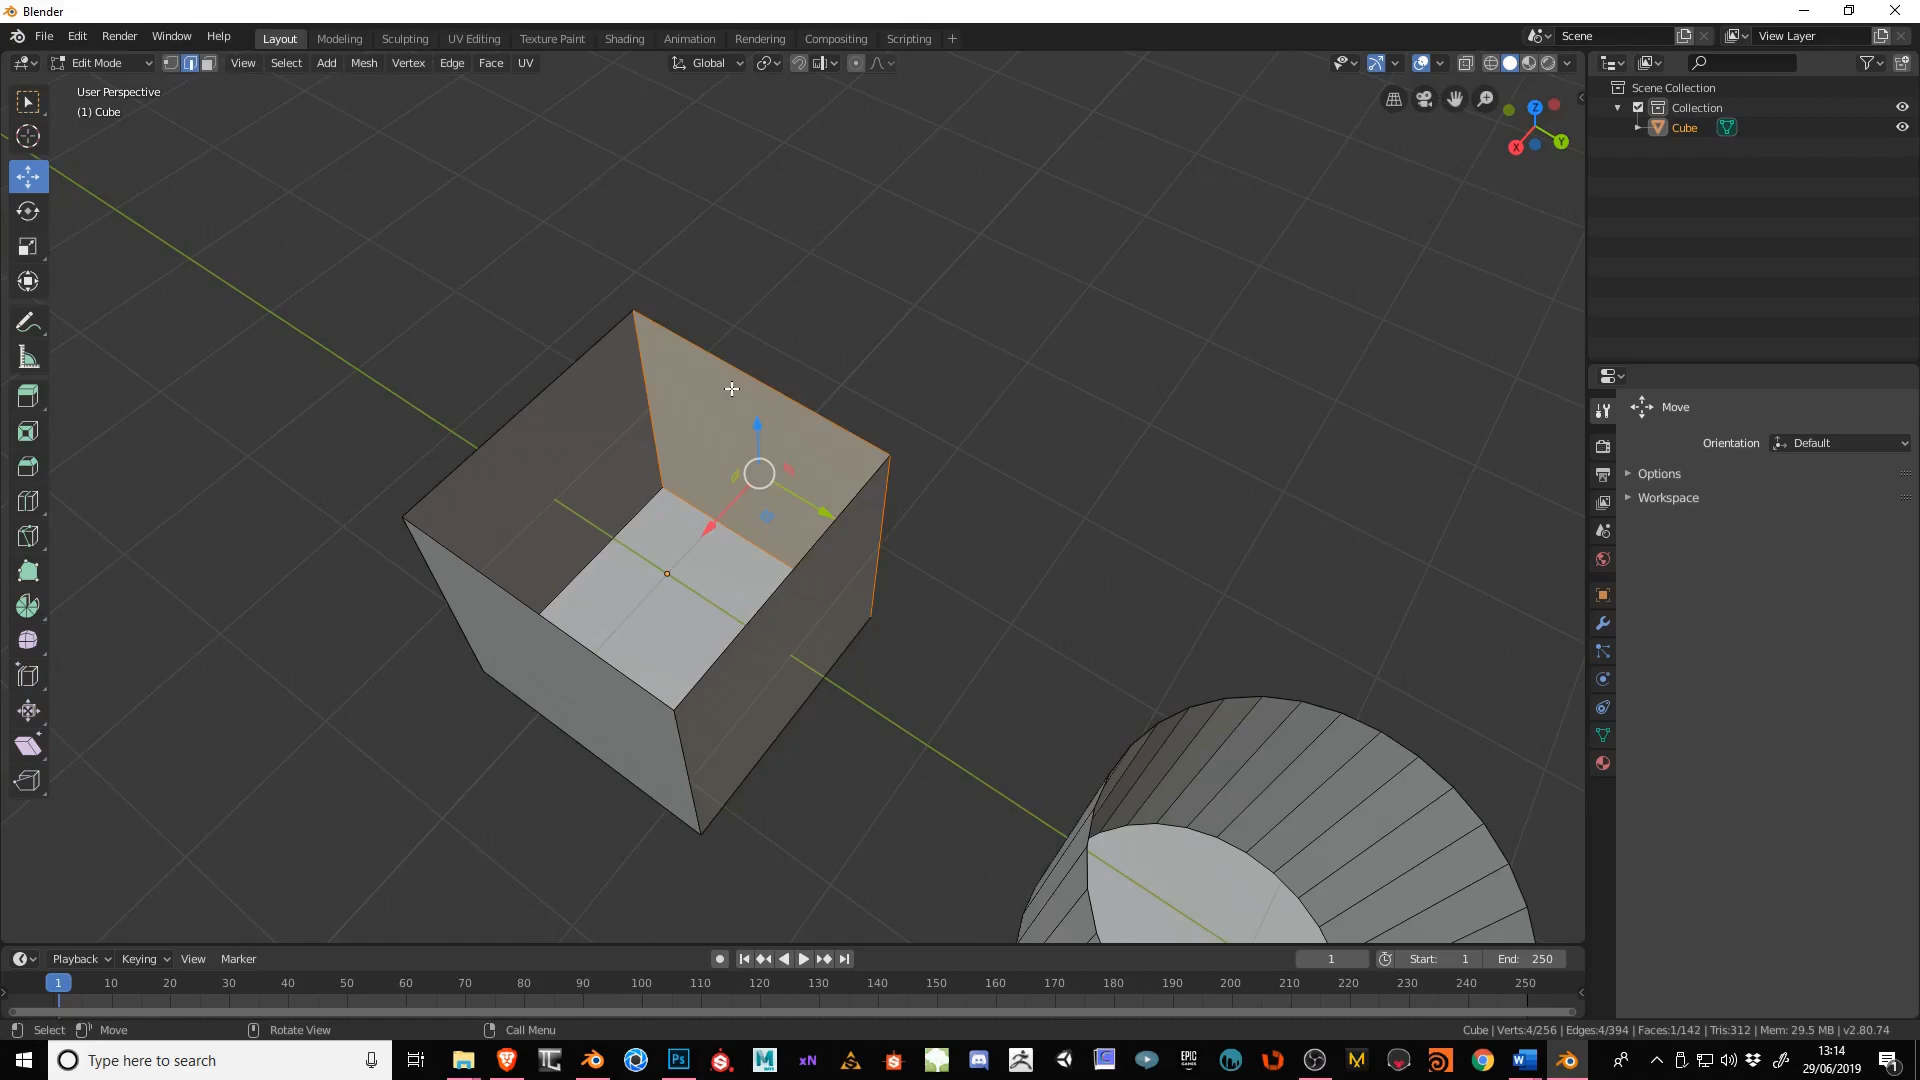 Blender
File Edit Render Window Help Layout Modeling Sculpting UV Editing Texture Paint Shading Animation Rendering Compositing Scripting + Scene View Layer
Edit Mode View Select Add Mesh Vertex Edge Face UV Global
User Perspective
(1) Cube
Scene Collection
Collection
Cube
Z
X
Y
Move
Orientation Default
Options
Workspace
Playback Keying View Marker 1 Start: 1 End: 250
1 10 20 30 40 50 60 70 80 90 100 110 120 130 140 150 160 170 180 190 200 210 220 230 240 250
Select Move Rotate View Call Menu Cube | Verts:4/256 | Edges:4/394 | Faces:1/142 | Tris:312 | Mem: 29.5 MB | v2.80.74
Type here to search
13:14
29/06/2019